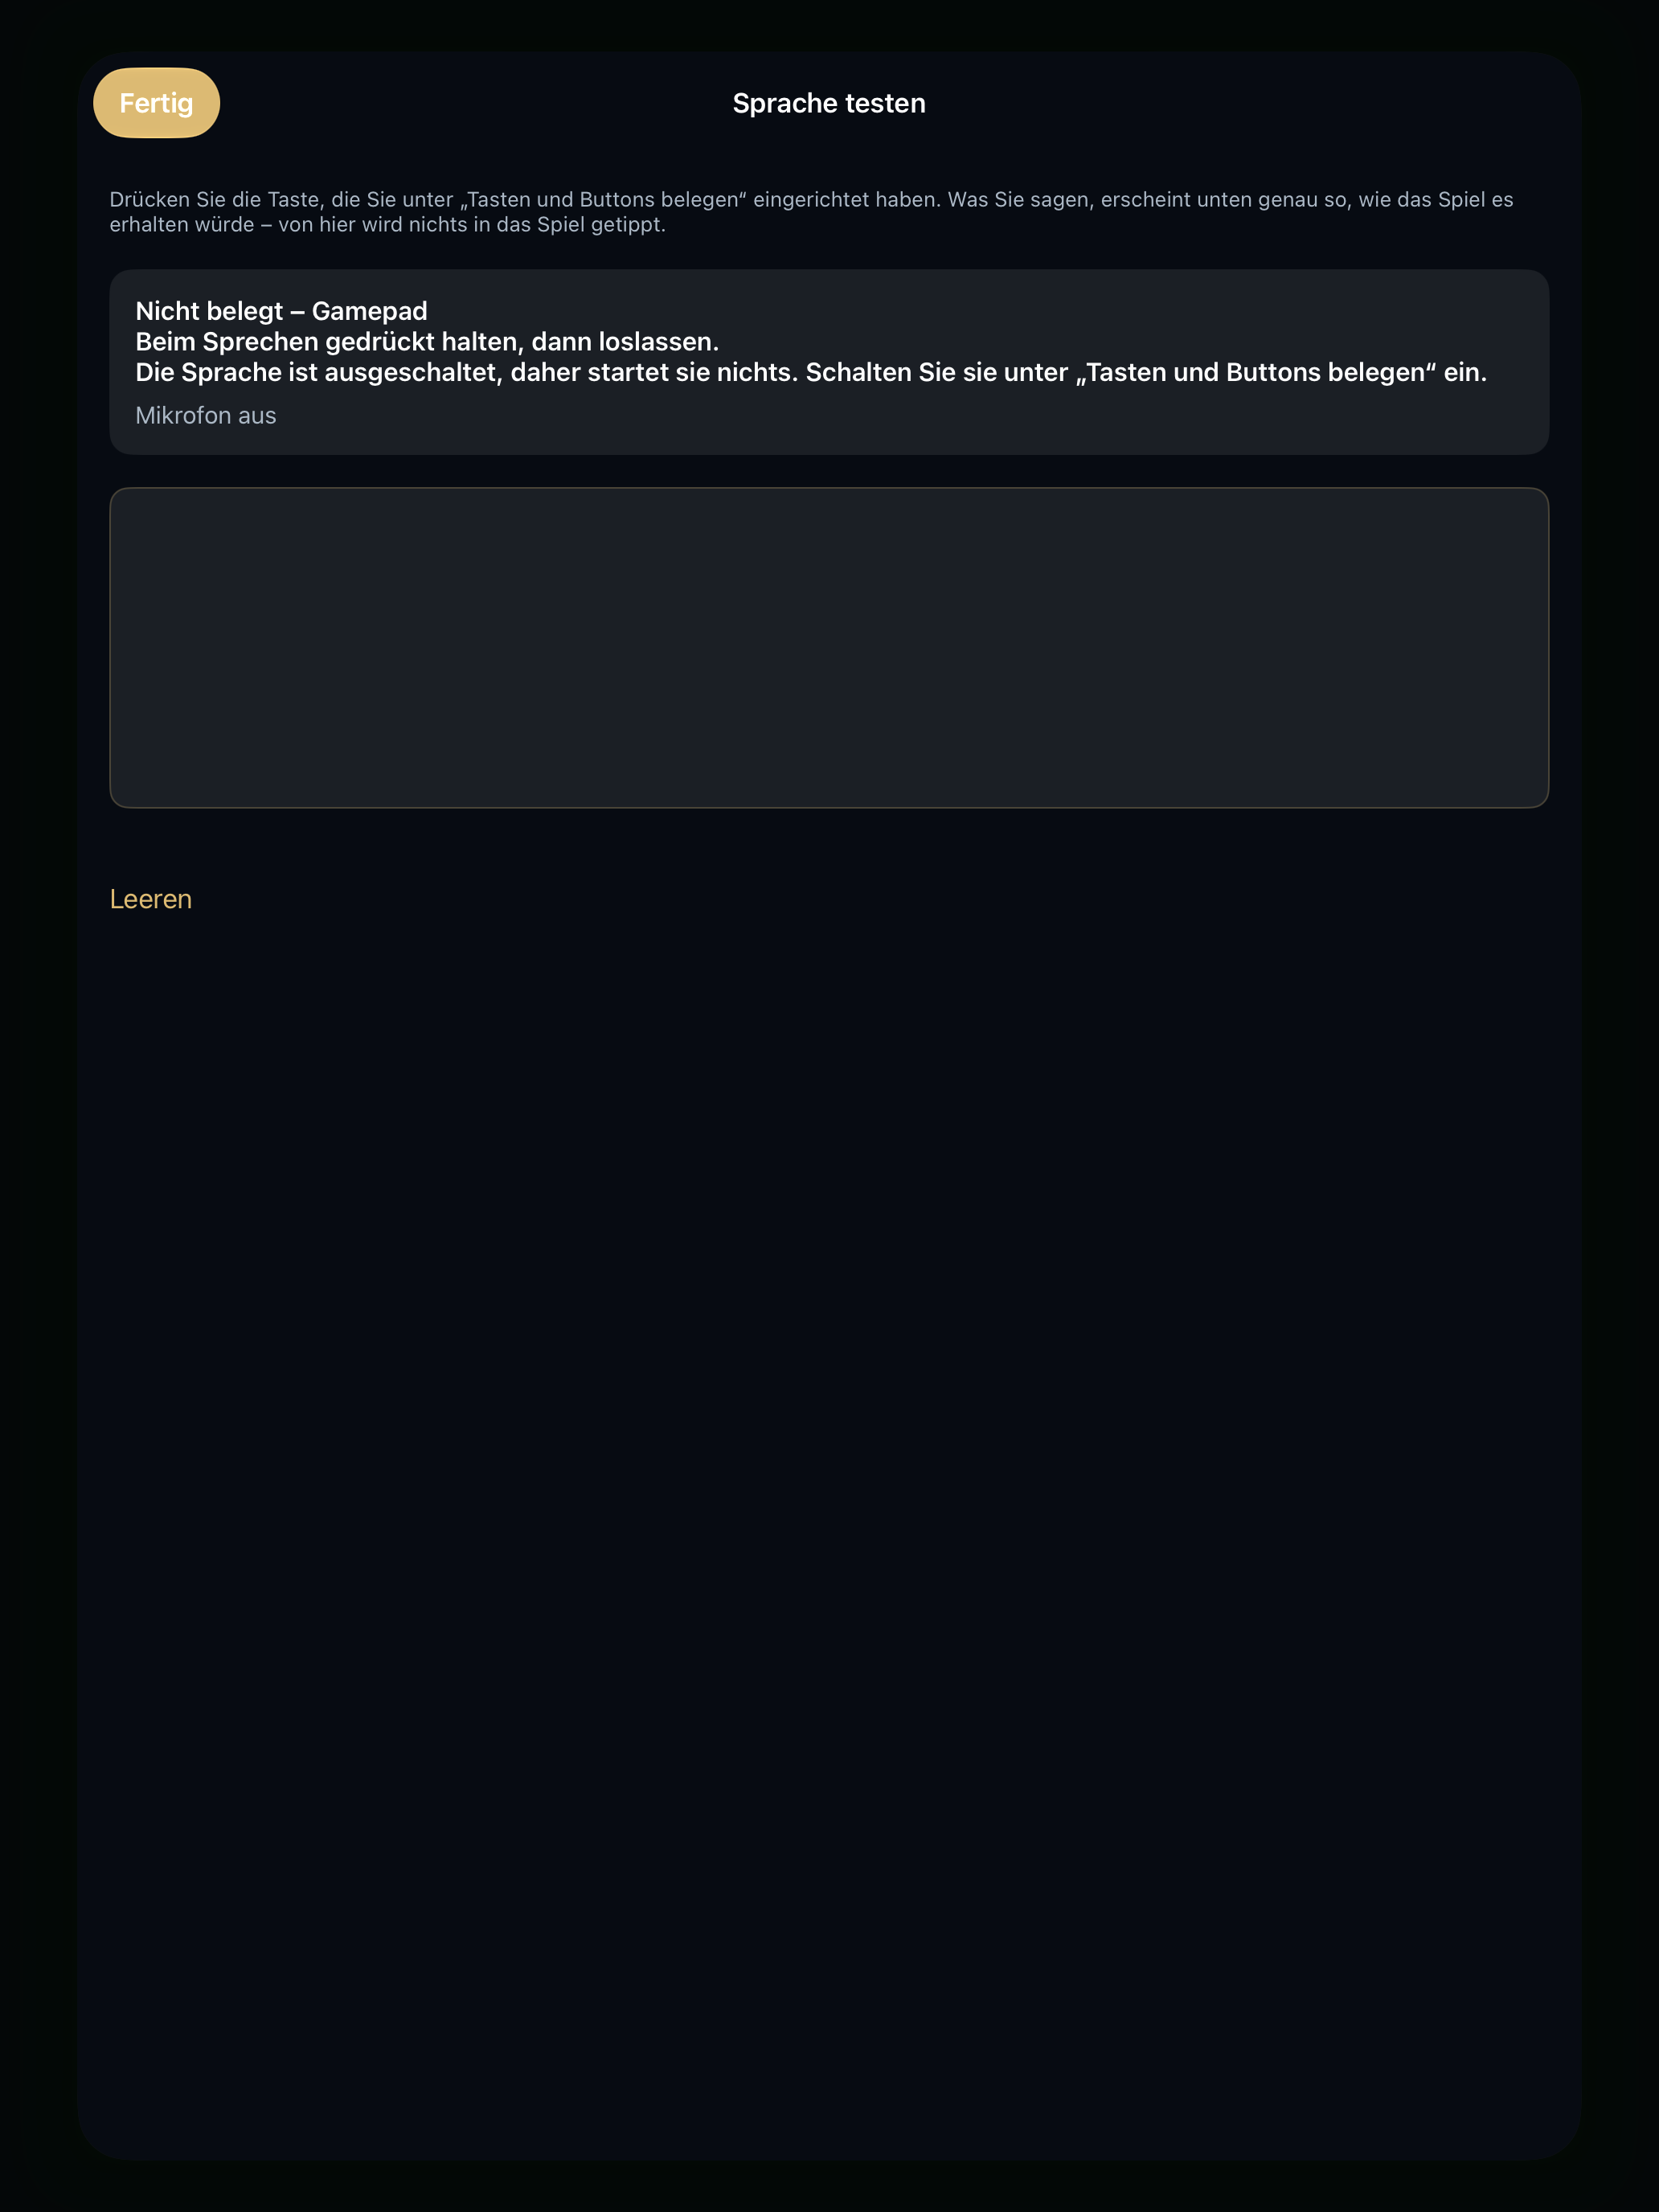 Fertig
Sprache testen
Drücken Sie die Taste, die Sie unter „Tasten und Buttons belegen“ eingerichtet haben. Was Sie sagen, erscheint unten genau so, wie das Spiel es
erhalten würde – von hier wird nichts in das Spiel getippt.
Nicht belegt – Gamepad
Beim Sprechen gedrückt halten, dann loslassen.
Die Sprache ist ausgeschaltet, daher startet sie nichts. Schalten Sie sie unter „Tasten und Buttons belegen“ ein.
Mikrofon aus
Leeren